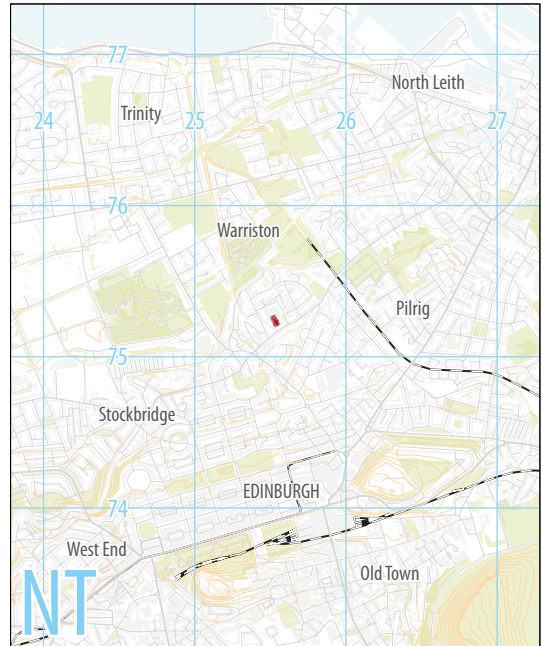 77
North Leith
24
Trinity
25
26
27
76
Warriston
Pilrig
75
Stockbridge
EDINBURGH
74
West End
Old Town
NT